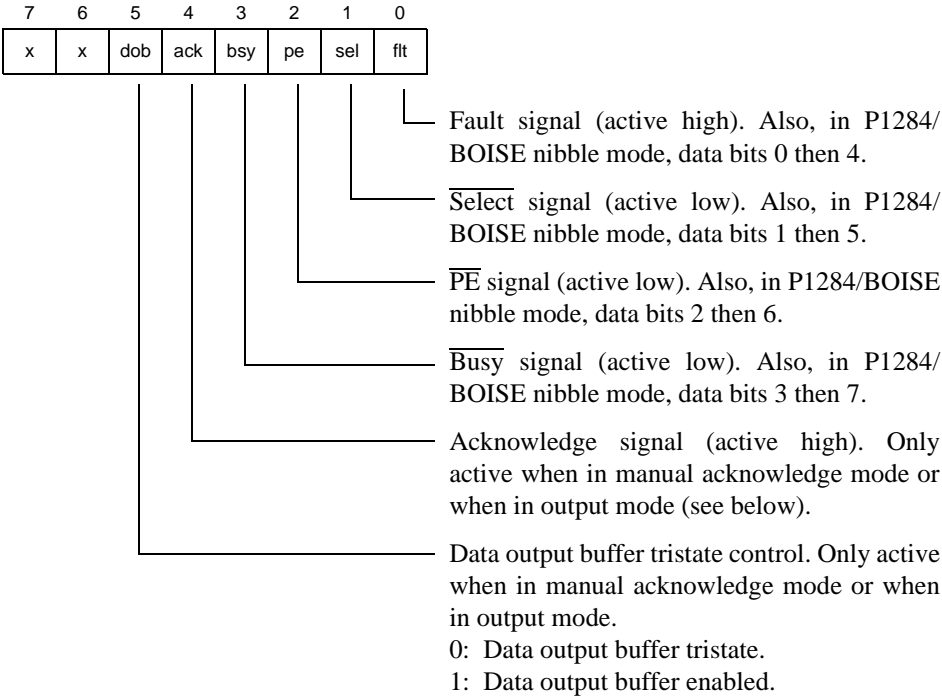 7 6 5 4 3 2 1 0
x x dob ack bsy pe sel flt
Fault signal (active high). Also, in P1284/
BOISE nibble mode, data bits 0 then 4.
Select signal (active low). Also, in P1284/
BOISE nibble mode, data bits 1 then 5.
PE signal (active low). Also, in P1284/BOISE
nibble mode, data bits 2 then 6.
Busy signal (active low). Also, in P1284/
BOISE nibble mode, data bits 3 then 7.
Acknowledge signal (active high). Only
active when in manual acknowledge mode or
when in output mode (see below).
Data output buffer tristate control. Only active
when in manual acknowledge mode or when
in output mode.
0: Data output buffer tristate.
1: Data output buffer enabled.